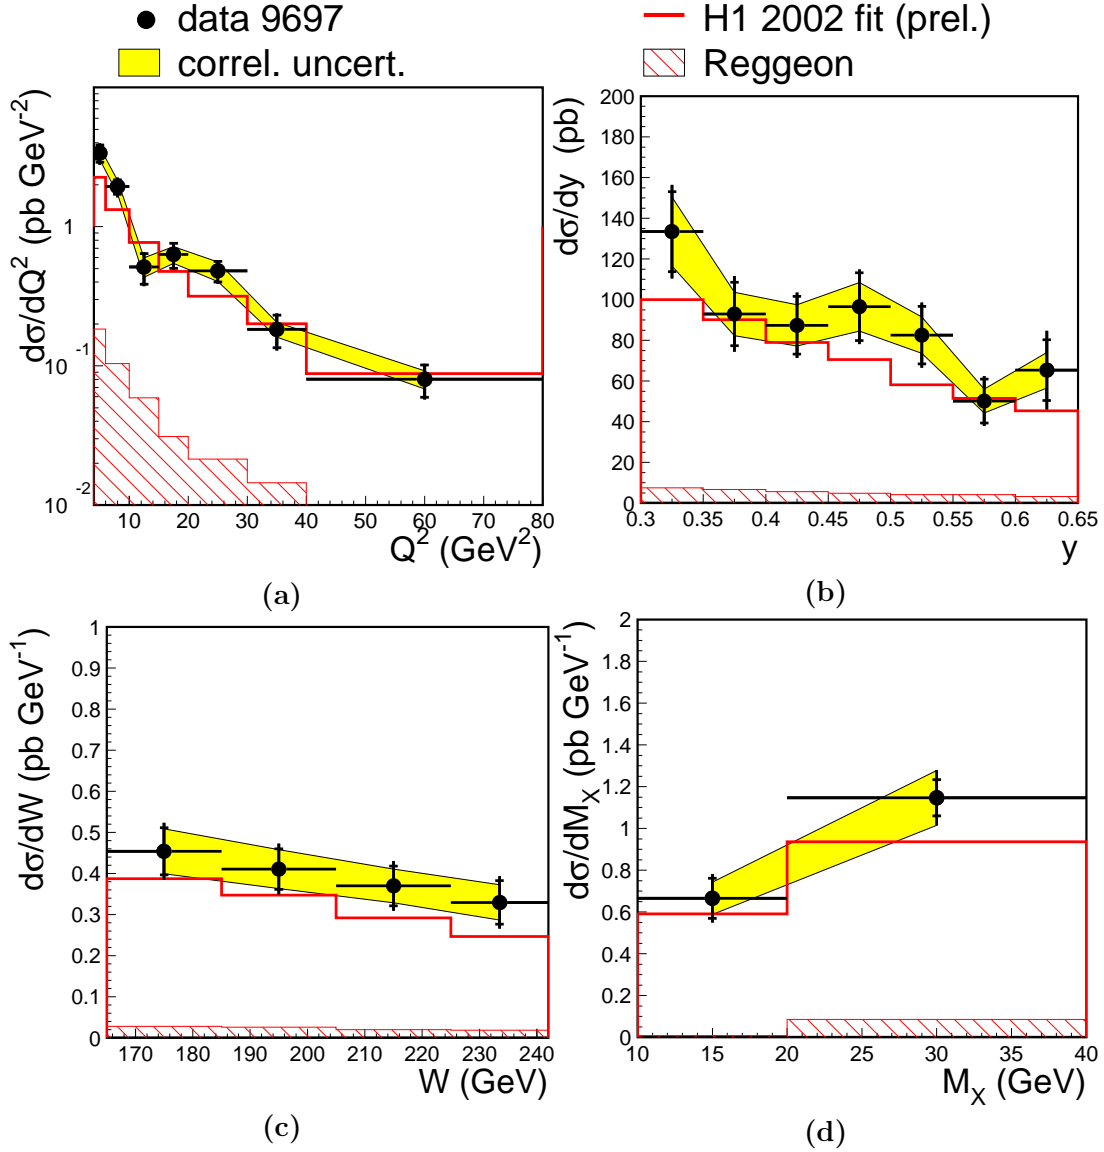 data 9697
H1 2002 fit (prel.)
correl. uncert.
Reggeon
dσ/dQ² (pb GeV⁻²)
1
10⁻¹
10⁻²
10 20 30 40 50 60 70 80
Q² (GeV²)
(a)
dσ/dy (pb)
200
180
160
140
120
100
80
60
40
20
0
0.3 0.35 0.4 0.45 0.5 0.55 0.6 0.65
y
(b)
dσ/dW (pb GeV⁻¹)
1
0.9
0.8
0.7
0.6
0.5
0.4
0.3
0.2
0.1
0
170 180 190 200 210 220 230 240
W (GeV)
(c)
dσ/dM_X (pb GeV⁻¹)
2
1.8
1.6
1.4
1.2
1
0.8
0.6
0.4
0.2
0
10 15 20 25 30 35 40
M_X (GeV)
(d)